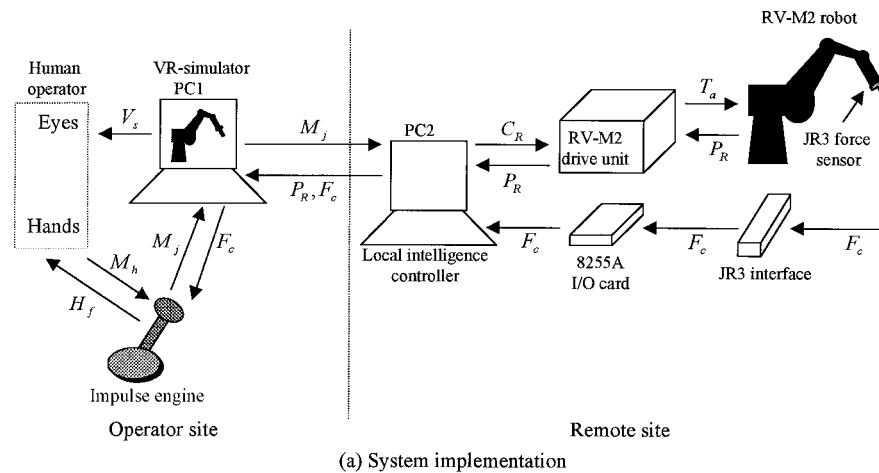 RV-M2 robot
Human
operator
VR-simulator
PC1
Eyes
V_s
M_j
PC2
C_R
RV-M2
drive unit
T_a
P_R
JR3 force
sensor
P_R, F_c
P_R
Hands
M_j
F_c
F_c
F_c
F_c
M_h
H_f
Local intelligence
controller
8255A
I/O card
JR3 interface
Impulse engine
Operator site
Remote site
(a) System implementation